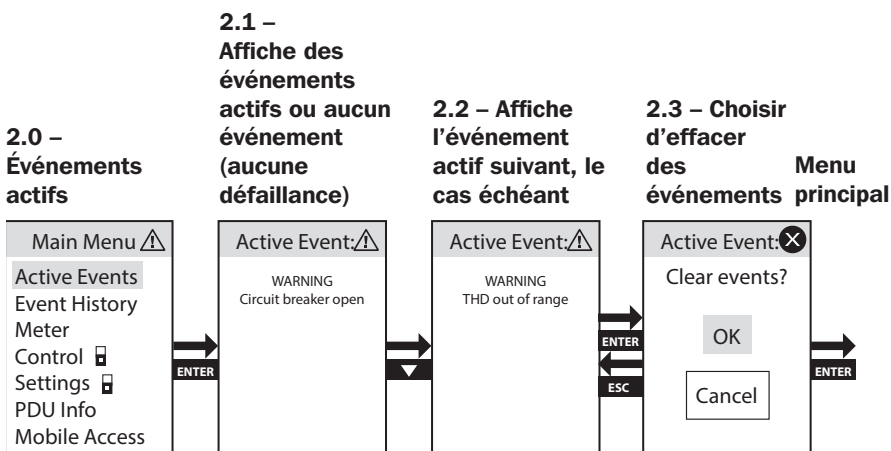 2.0 –
Événements
actifs
2.1 –
Affiche des
événements
actifs ou aucun
événement
(aucune
défaillance)
2.2 – Affiche
l'événement
actif suivant, le
cas échéant
2.3 – Choisir
d'effacer
des
événements
Menu
principal
Main Menu
Active Events
Event History
Meter
Control
Settings
PDU Info
Mobile Access
ENTER
Active Event:
WARNING
Circuit breaker open
Active Event:
WARNING
THD out of range
ENTER
ESC
Active Event:
Clear events?
OK
Cancel
ENTER